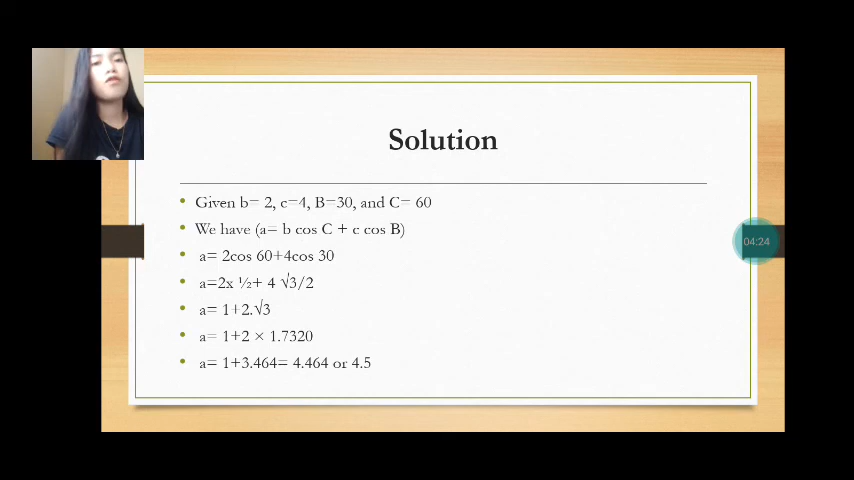 Solution
Given b= 2, c=4, B=30, and C= 60
We have (a= b cos C + c cos B)
a= 2cos 60+4cos 30
a=2x ½+ 4 √3/2
a= 1+2.√3
a= 1+2 × 1.7320
a= 1+3.464= 4.464 or 4.5
04:24